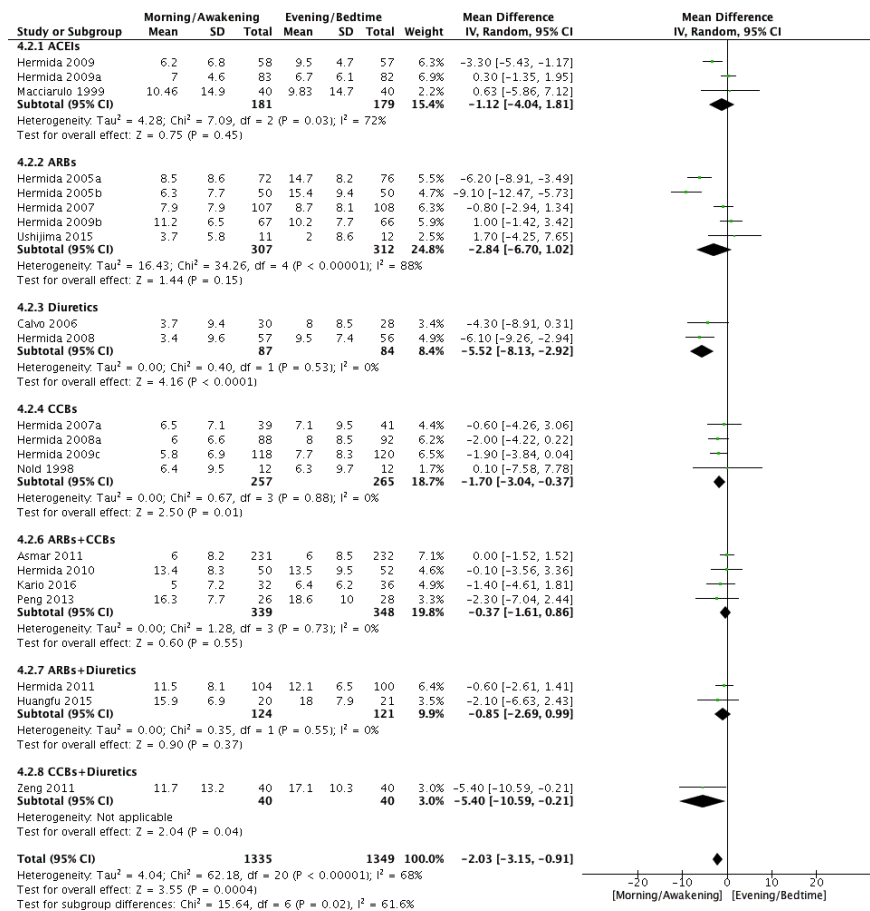 Morning/Awakening Evening/Bedtime Mean Difference Mean Difference
Study or Subgroup Mean SD Total Mean SD Total Weight IV, Random, 95% CI IV, Random, 95% CI
4.2.1 ACEIs
Hermida 2009 6.2 6.8 58 9.5 4.7 57 6.3% -3.30 [-5.43, -1.17]
Hermida 2009a 7 4.6 83 6.7 6.1 82 6.9% 0.30 [-1.35, 1.95]
Macciarulo 1999 10.46 14.9 40 9.83 14.7 40 2.2% 0.63 [-5.86, 7.12]
Subtotal (95% CI) 181 179 15.4% -1.12 [-4.04, 1.81]
Heterogeneity: Tau² = 4.28; Chi² = 7.09, df = 2 (P = 0.03); I² = 72%
Test for overall effect: Z = 0.75 (P = 0.45)
4.2.2 ARBs
Hermida 2005a 8.5 8.6 72 14.7 8.2 76 5.5% -6.20 [-8.91, -3.49]
Hermida 2005b 6.3 7.7 50 15.4 9.4 50 4.7% -9.10 [-12.47, -5.73]
Hermida 2007 7.9 7.9 107 8.7 8.1 108 6.3% -0.80 [-2.94, 1.34]
Hermida 2009b 11.2 6.5 67 10.2 7.7 66 5.9% 1.00 [-1.42, 3.42]
Ushijima 2015 3.7 5.8 11 2 8.6 12 2.5% 1.70 [-4.25, 7.65]
Subtotal (95% CI) 307 312 24.8% -2.84 [-6.70, 1.02]
Heterogeneity: Tau² = 16.43; Chi² = 34.26, df = 4 (P < 0.00001); I² = 88%
Test for overall effect: Z = 1.44 (P = 0.15)
4.2.3 Diuretics
Calvo 2006 3.7 9.4 30 8 8.5 28 3.4% -4.30 [-8.91, 0.31]
Hermida 2008 3.4 9.6 57 9.5 7.4 56 4.9% -6.10 [-9.26, -2.94]
Subtotal (95% CI) 87 84 8.4% -5.52 [-8.13, -2.92]
Heterogeneity: Tau² = 0.00; Chi² = 0.40, df = 1 (P = 0.53); I² = 0%
Test for overall effect: Z = 4.16 (P < 0.0001)
4.2.4 CCBs
Hermida 2007a 6.5 7.1 39 7.1 9.5 41 4.4% -0.60 [-4.26, 3.06]
Hermida 2008a 6 6.6 88 8 8.5 92 6.2% -2.00 [-4.22, 0.22]
Hermida 2009c 5.8 6.9 118 7.7 8.3 120 6.5% -1.90 [-3.84, 0.04]
Nold 1998 6.4 9.5 12 6.3 9.7 12 1.7% 0.10 [-7.58, 7.78]
Subtotal (95% CI) 257 265 18.7% -1.70 [-3.04, -0.37]
Heterogeneity: Tau² = 0.00; Chi² = 0.67, df = 3 (P = 0.88); I² = 0%
Test for overall effect: Z = 2.50 (P = 0.01)
4.2.6 ARBs+CCBs
Asmar 2011 6 8.2 231 6 8.5 232 7.1% 0.00 [-1.52, 1.52]
Hermida 2010 13.4 8.3 50 13.5 9.5 52 4.6% -0.10 [-3.56, 3.36]
Kario 2016 5 7.2 32 6.4 6.2 36 4.9% -1.40 [-4.61, 1.81]
Peng 2013 16.3 7.7 26 18.6 10 28 3.3% -2.30 [-7.04, 2.44]
Subtotal (95% CI) 339 348 19.8% -0.37 [-1.61, 0.86]
Heterogeneity: Tau² = 0.00; Chi² = 1.28, df = 3 (P = 0.73); I² = 0%
Test for overall effect: Z = 0.60 (P = 0.55)
4.2.7 ARBs+Diuretics
Hermida 2011 11.5 8.1 104 12.1 6.5 100 6.4% -0.60 [-2.61, 1.41]
Huangfu 2015 15.9 6.9 20 18 7.9 21 3.5% -2.10 [-6.63, 2.43]
Subtotal (95% CI) 124 121 9.9% -0.85 [-2.69, 0.99]
Heterogeneity: Tau² = 0.00; Chi² = 0.35, df = 1 (P = 0.55); I² = 0%
Test for overall effect: Z = 0.90 (P = 0.37)
4.2.8 CCBs+Diuretics
Zeng 2011 11.7 13.2 40 17.1 10.3 40 3.0% -5.40 [-10.59, -0.21]
Subtotal (95% CI) 40 40 3.0% -5.40 [-10.59, -0.21]
Heterogeneity: Not applicable
Test for overall effect: Z = 2.04 (P = 0.04)
Total (95% CI) 1335 1349 100.0% -2.03 [-3.15, -0.91]
Heterogeneity: Tau² = 4.04; Chi² = 62.18, df = 20 (P < 0.00001); I² = 68%
Test for overall effect: Z = 3.55 (P = 0.0004)
Test for subgroup differences: Chi² = 15.64, df = 6 (P = 0.02), I² = 61.6%
-20 -10 0 10 20
[Morning/Awakening] [Evening/Bedtime]